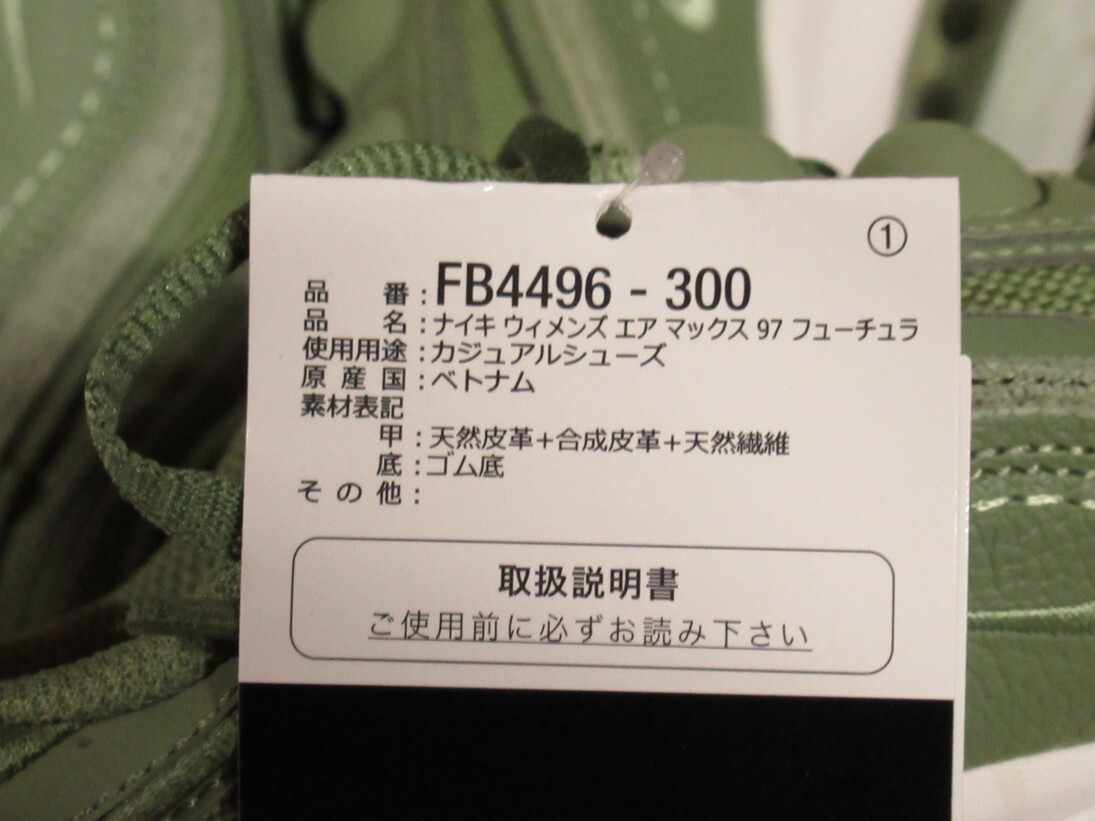 ①
品番:FB4496-300
品名:ナイキ ウィメンズ エア マックス 97 フューチュラ
使用用途:カジュアルシューズ
原産国:ベトナム
素材表記
甲:天然皮革+合成皮革+天然繊維
底:ゴム底
その他:
取扱説明書
ご使用前に必ずお読み下さい